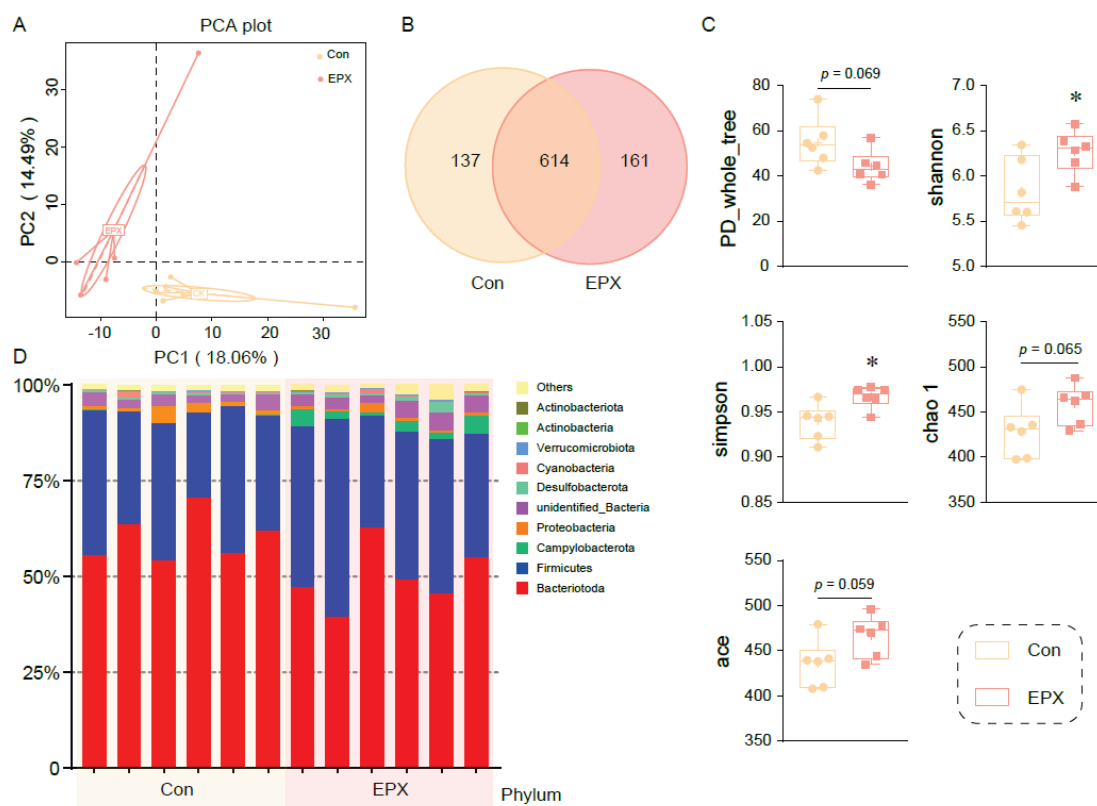 A
PCA plot
Con
EPX
30
20
10
0
PC2 ( 14.49%)
EPX
-10
0
10
20
30
PC1 ( 18.06%)
B
137
614
161
Con
EPX
C
p = 0.069
80
60
40
20
0
PD_whole_tree
*
7.0
6.5
6.0
5.5
5.0
shannon
*
1.05
1.00
0.95
0.90
0.85
simpson
p = 0.065
550
500
450
400
350
chao 1
p = 0.059
550
500
450
400
350
ace
Con
EPX
D
100%
75%
50%
25%
0
Others
Actinobacteriota
Actinobacteria
Verrucomicrobiota
Cyanobacteria
Desulfobacterota
unidentified_Bacteria
Proteobacteria
Campylobacterota
Firmicutes
Bacteriotoda
Con
EPX
Phylum